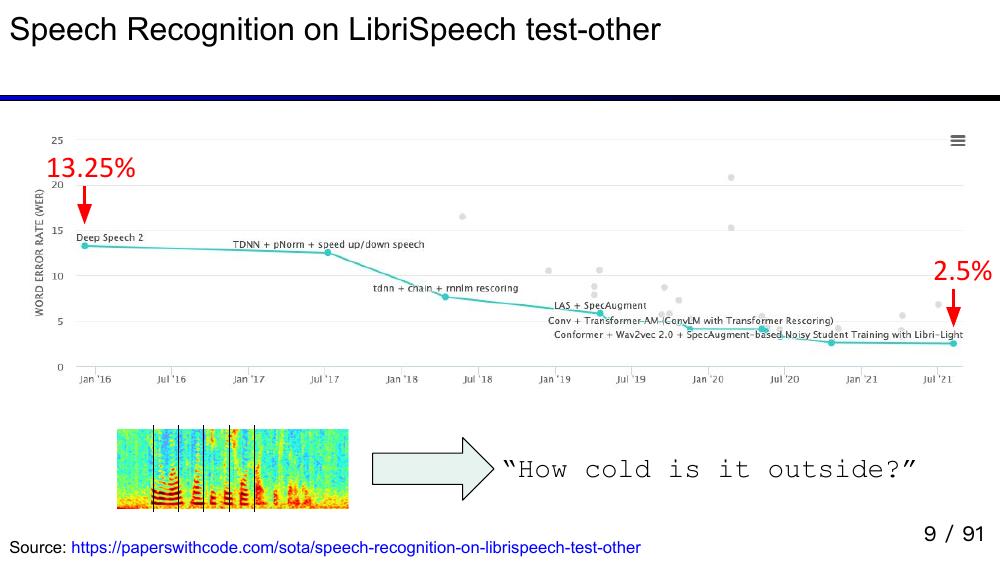 Speech Recognition on LibriSpeech test-other
25
13.25%
20
WORD ERROR RATE (WER)
15
Deep Speech 2
TDNN + pNorm + speed up/down speech
2.5%
10
tdnn + chain + rnnlm rescoring
LAS + SpecAugment
5
Conv + Transformer AM (ConvLM with Transformer Rescoring)
Conformer + Wav2vec 2.0 + SpecAugment-based Noisy Student Training with Libri-Light
0
Jan '16 Jul '16 Jan '17 Jul '17 Jan '18 Jul '18 Jan '19 Jul '19 Jan '20 Jul '20 Jan '21 Jul '21
“How cold is it outside?”
9 / 91
Source: https://paperswithcode.com/sota/speech-recognition-on-librispeech-test-other